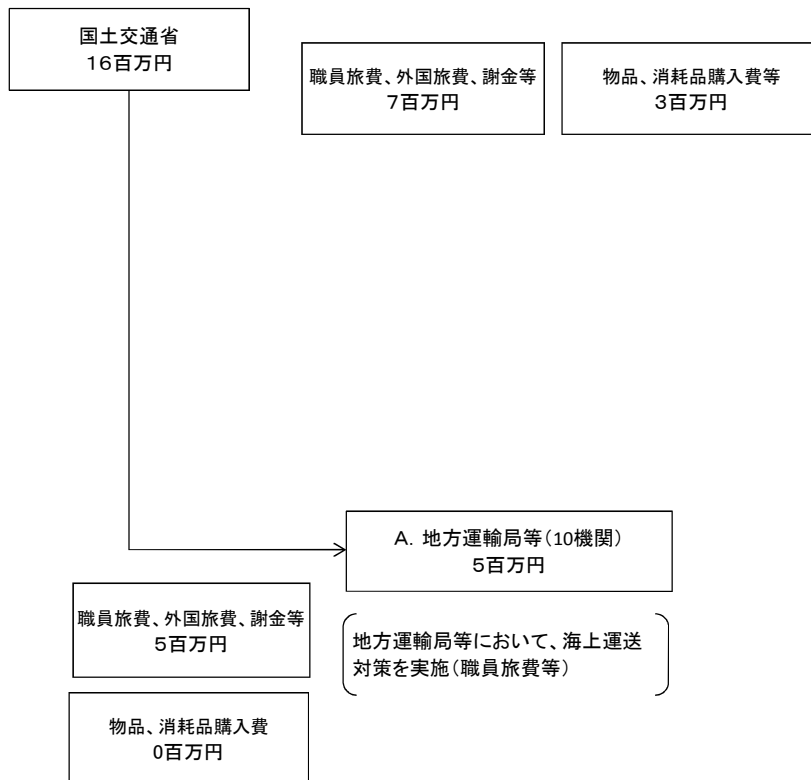 国土交通省
16百万円
職員旅費、外国旅費、謝金等
7百万円
物品、消耗品購入費等
3百万円
A. 地方運輸局等（10機関）
5百万円
職員旅費、外国旅費、謝金等
5百万円
地方運輸局等において、海上運送
対策を実施（職員旅費等）
物品、消耗品購入費
0百万円